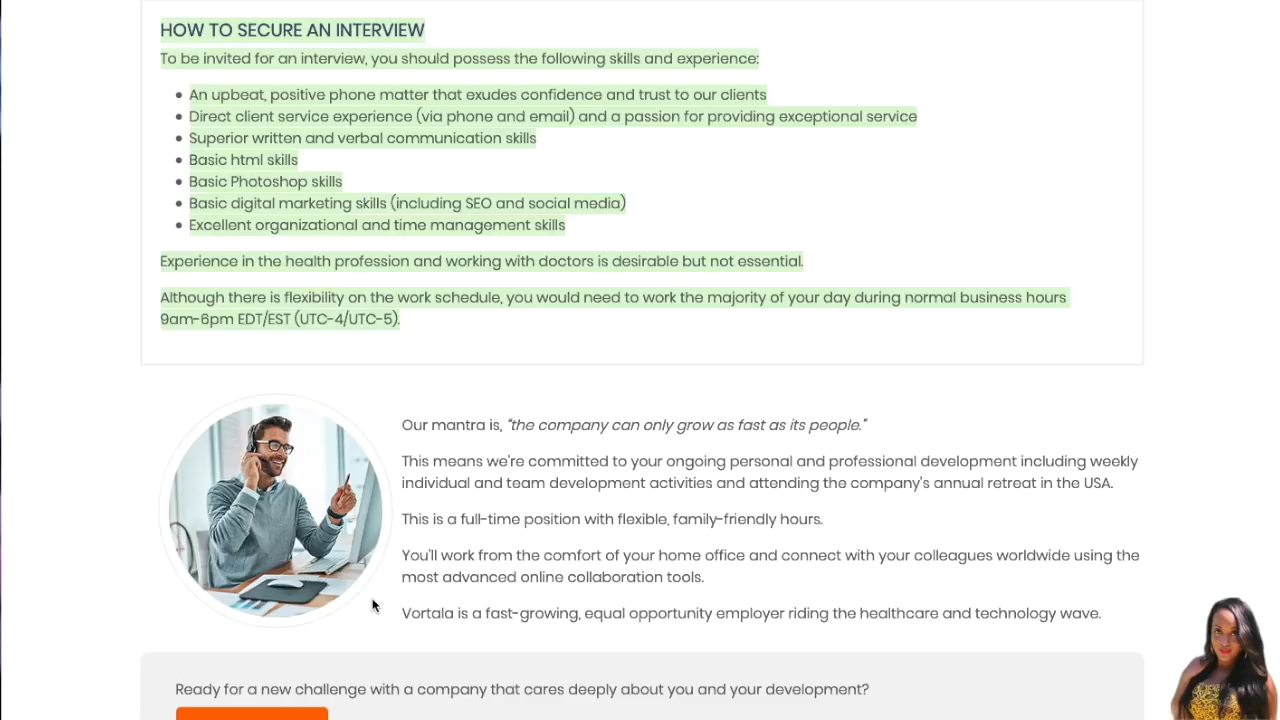 HOW TO SECURE AN INTERVIEW
To be invited for an interview, you should possess the following skills and experience:
• An upbeat, positive phone matter that exudes confidence and trust to our clients
• Direct client service experience (via phone and email) and a passion for providing exceptional service
• Superior written and verbal communication skills
• Basic html skills
• Basic Photoshop skills
• Basic digital marketing skills (including SEO and social media)
• Excellent organizational and time management skills
Experience in the health profession and working with doctors is desirable but not essential.
Although there is flexibility on the work schedule, you would need to work the majority of your day during normal business hours
9am-6pm EDT/EST (UTC-4/UTC-5).
Our mantra is, “the company can only grow as fast as its people.”
This means we're committed to your ongoing personal and professional development including weekly
individual and team development activities and attending the company's annual retreat in the USA.
This is a full-time position with flexible, family-friendly hours.
You'll work from the comfort of your home office and connect with your colleagues worldwide using the
most advanced online collaboration tools.
Vortala is a fast-growing, equal opportunity employer riding the healthcare and technology wave.
Ready for a new challenge with a company that cares deeply about you and your development?